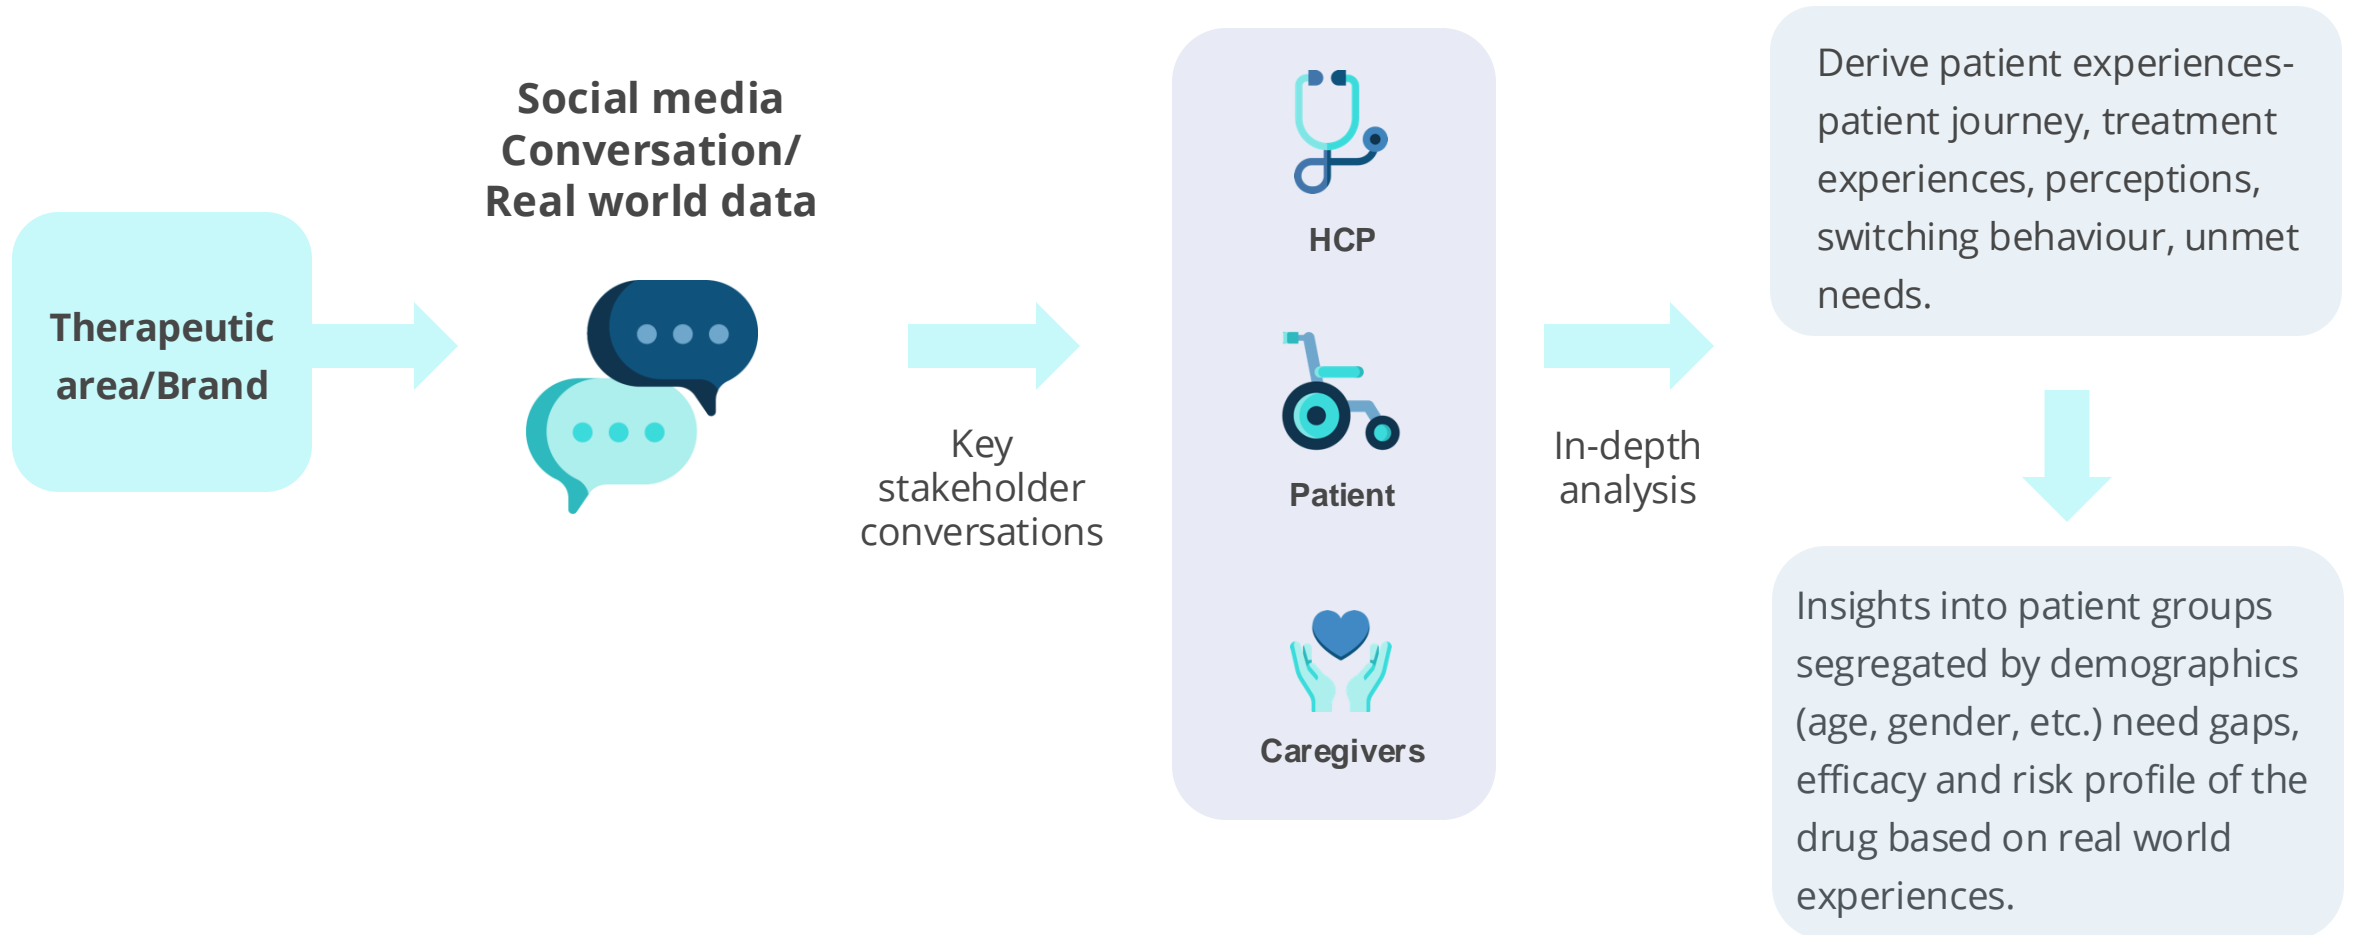 Therapeutic
area/Brand
Social media
Conversation/
Real world data
Key
stakeholder
conversations
HCP
Patient
Caregivers
In-depth
analysis
Derive patient experiences-
patient journey, treatment
experiences, perceptions,
switching behaviour, unmet
needs.
Insights into patient groups
segregated by demographics
(age, gender, etc.) need gaps,
efficacy and risk profile of the
drug based on real world
experiences.